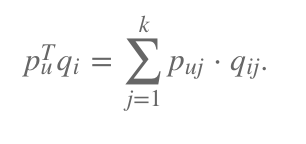 $p_u^T q_i = \sum_{j=1}^{k} p_{uj} \cdot q_{ij}.$